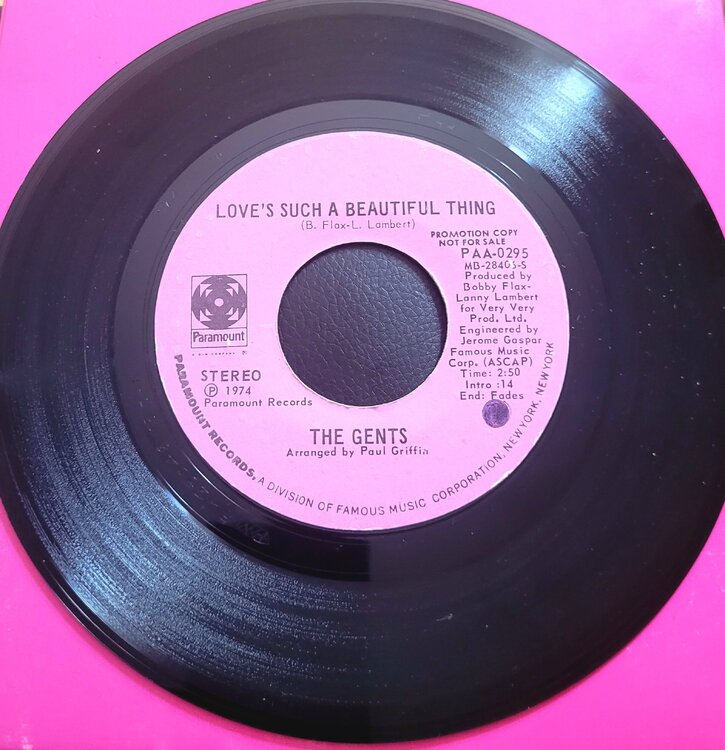 LOVE'S SUCH A BEAUTIFUL THING
(B. Flax-L. Lambert)
PROMOTION COPY
NOT FOR SALE
PAA-0295
MB-28405-S
Produced by
Bobby Flax-
Lanny Lambert
for Very Very
Prod. Ltd.
Engineered by
Jerome Gaspar
Famous Music
Corp. (ASCAP)
Time: 2:50
Intro :14
End: Fades
Paramount
STEREO
Ⓟ 1974
Paramount Records
THE GENTS
Arranged by Paul Griffin
PARAMOUNT RECORDS, A DIVISION OF FAMOUS MUSIC CORPORATION, NEW YORK, NEW YORK